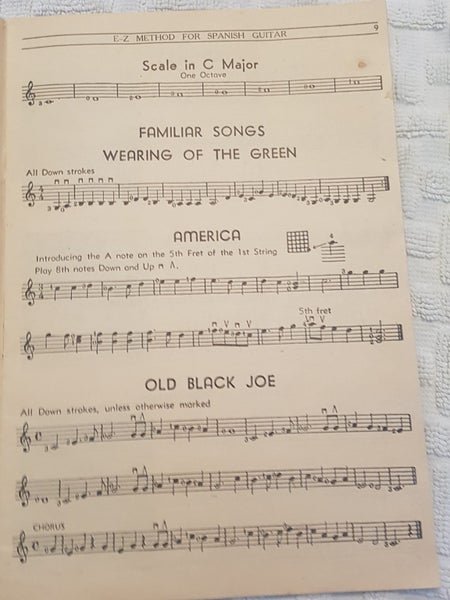 E-Z METHOD FOR SPANISH GUITAR 9
Scale in C Major
One Octave
FAMILIAR SONGS
WEARING OF THE GREEN
All Down strokes
AMERICA
Introducing the A note on the 5th Fret of the 1st String
Play 8th notes Down and Up
5th fret
OLD BLACK JOE
All Down strokes, unless otherwise marked
CHORUS